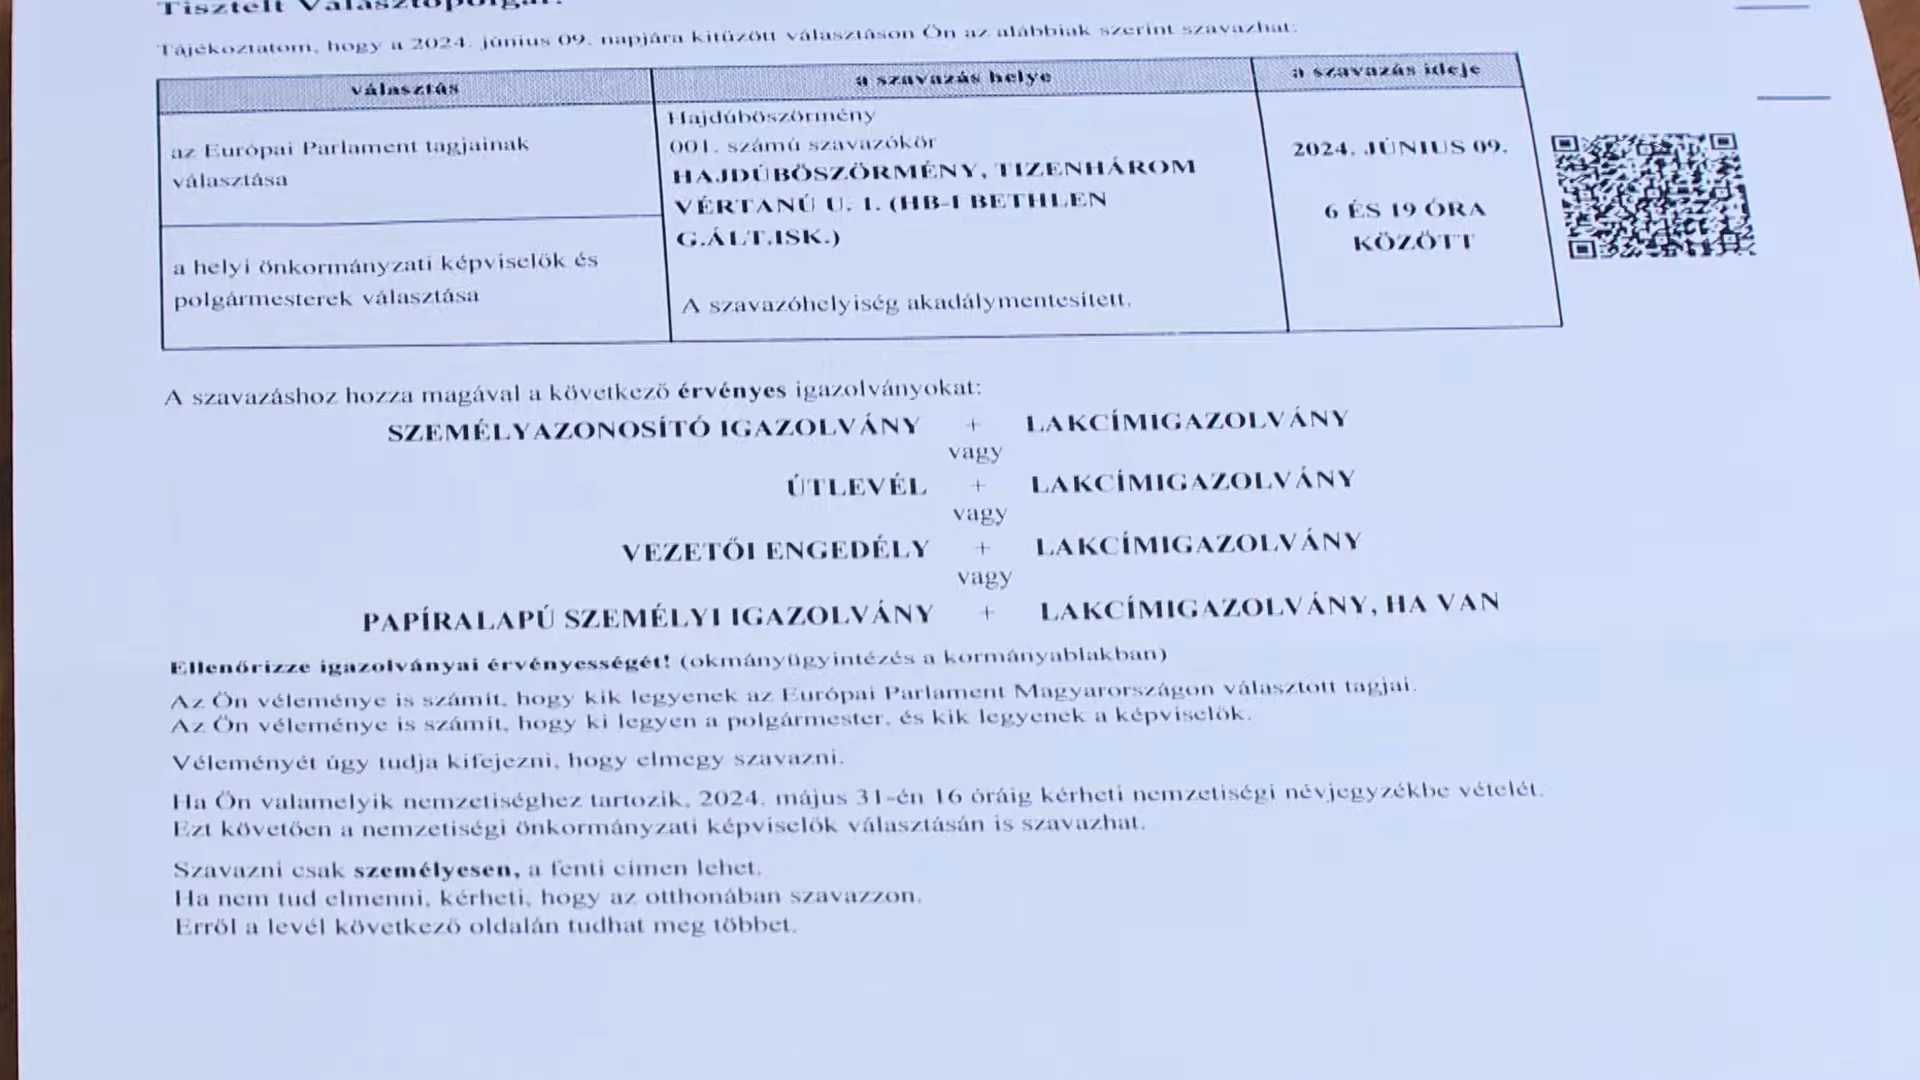 Tisztelt Választópolgár!
Tájékoztatom, hogy a 2024. június 09. napjára kitűzött választáson Ön az alábbiak szerint szavazhat:
választás
a szavazás helye
a szavazás ideje
az Európai Parlament tagjainak
választása
a helyi önkormányzati képviselők és
polgármesterek választása
Hajdúböszörmény
001. számú szavazókör
HAJDÚBÖSZÖRMÉNY, TIZENHÁROM
VÉRTANÚ U. 1. (HB-I BETHLEN
G.ÁLT.ISK.)
A szavazóhelyiség akadálymentesített.
2024. JÚNIUS 09.
6 ÉS 19 ÓRA
KÖZÖTT
A szavazáshoz hozza magával a következő érvényes igazolványokat:
SZEMÉLYAZONOSÍTÓ IGAZOLVÁNY + LAKCÍMIGAZOLVÁNY
vagy
ÚTLEVÉL + LAKCÍMIGAZOLVÁNY
vagy
VEZETŐI ENGEDÉLY + LAKCÍMIGAZOLVÁNY
vagy
PAPÍRALAPÚ SZEMÉLYI IGAZOLVÁNY + LAKCÍMIGAZOLVÁNY, HA VAN
Ellenőrizze igazolványai érvényességét! (okmányügyintézés a kormányablakban)
Az Ön véleménye is számít, hogy kik legyenek az Európai Parlament Magyarországon választott tagjai.
Az Ön véleménye is számít, hogy ki legyen a polgármester, és kik legyenek a képviselők.
Véleményét úgy tudja kifejezni, hogy elmegy szavazni.
Ha Ön valamelyik nemzetiséghez tartozik, 2024. május 31-én 16 óráig kérheti nemzetiségi névjegyzékbe vételét.
Ezt követően a nemzetiségi önkormányzati képviselők választásán is szavazhat.
Szavazni csak személyesen, a fenti címen lehet.
Ha nem tud elmenni, kérheti, hogy az otthonában szavazzon.
Erről a levél következő oldalán tudhat meg többet.